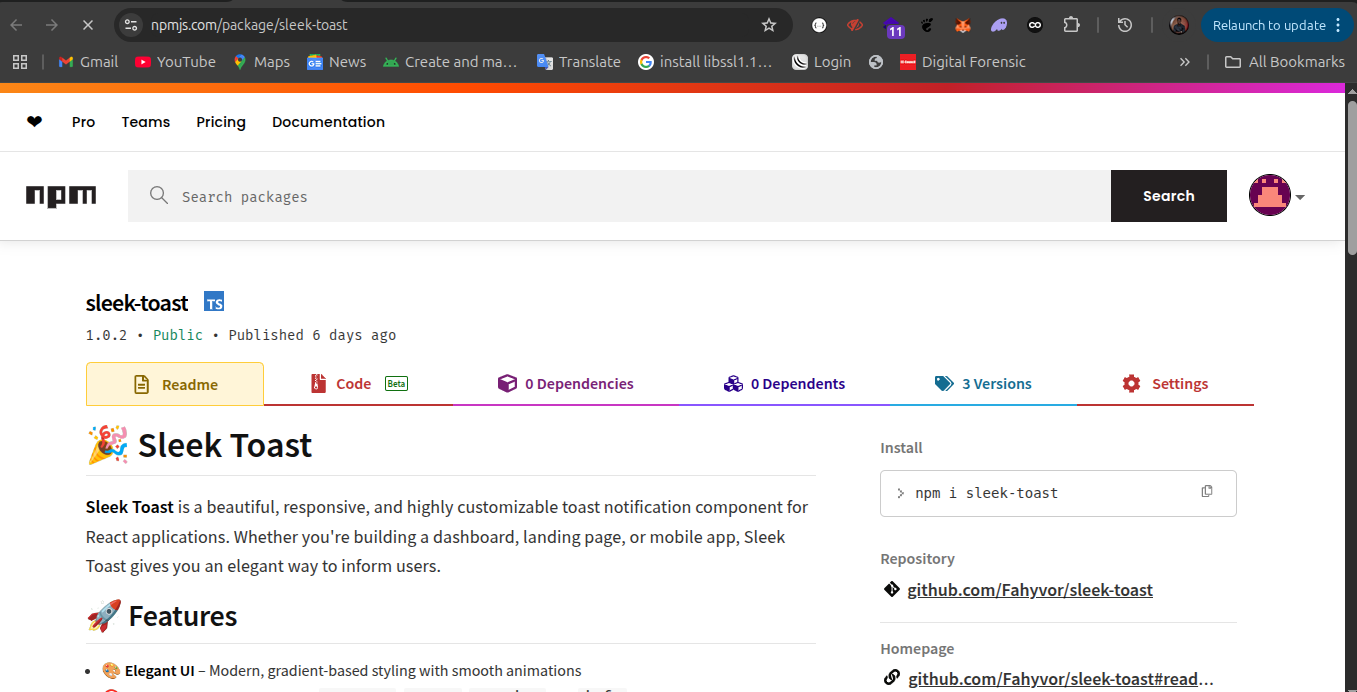 npmjs.com/package/sleek-toast
11
Relaunch to update
Gmail
YouTube
Maps
News
Create and ma...
Translate
install libssl1.1...
Login
Digital Forensic
»
All Bookmarks
❤ Pro Teams Pricing Documentation
npm
Search packages
Search
sleek-toast TS
1.0.2 • Public • Published 6 days ago
Readme
Code Beta
0 Dependencies
0 Dependents
3 Versions
Settings
🎉 Sleek Toast
Sleek Toast is a beautiful, responsive, and highly customizable toast notification component for
React applications. Whether you're building a dashboard, landing page, or mobile app, Sleek
Toast gives you an elegant way to inform users.
🚀 Features
• 🎨 Elegant UI – Modern, gradient-based styling with smooth animations
Install
> npm i sleek-toast
Repository
github.com/Fahyvor/sleek-toast
Homepage
github.com/Fahyvor/sleek-toast#read...